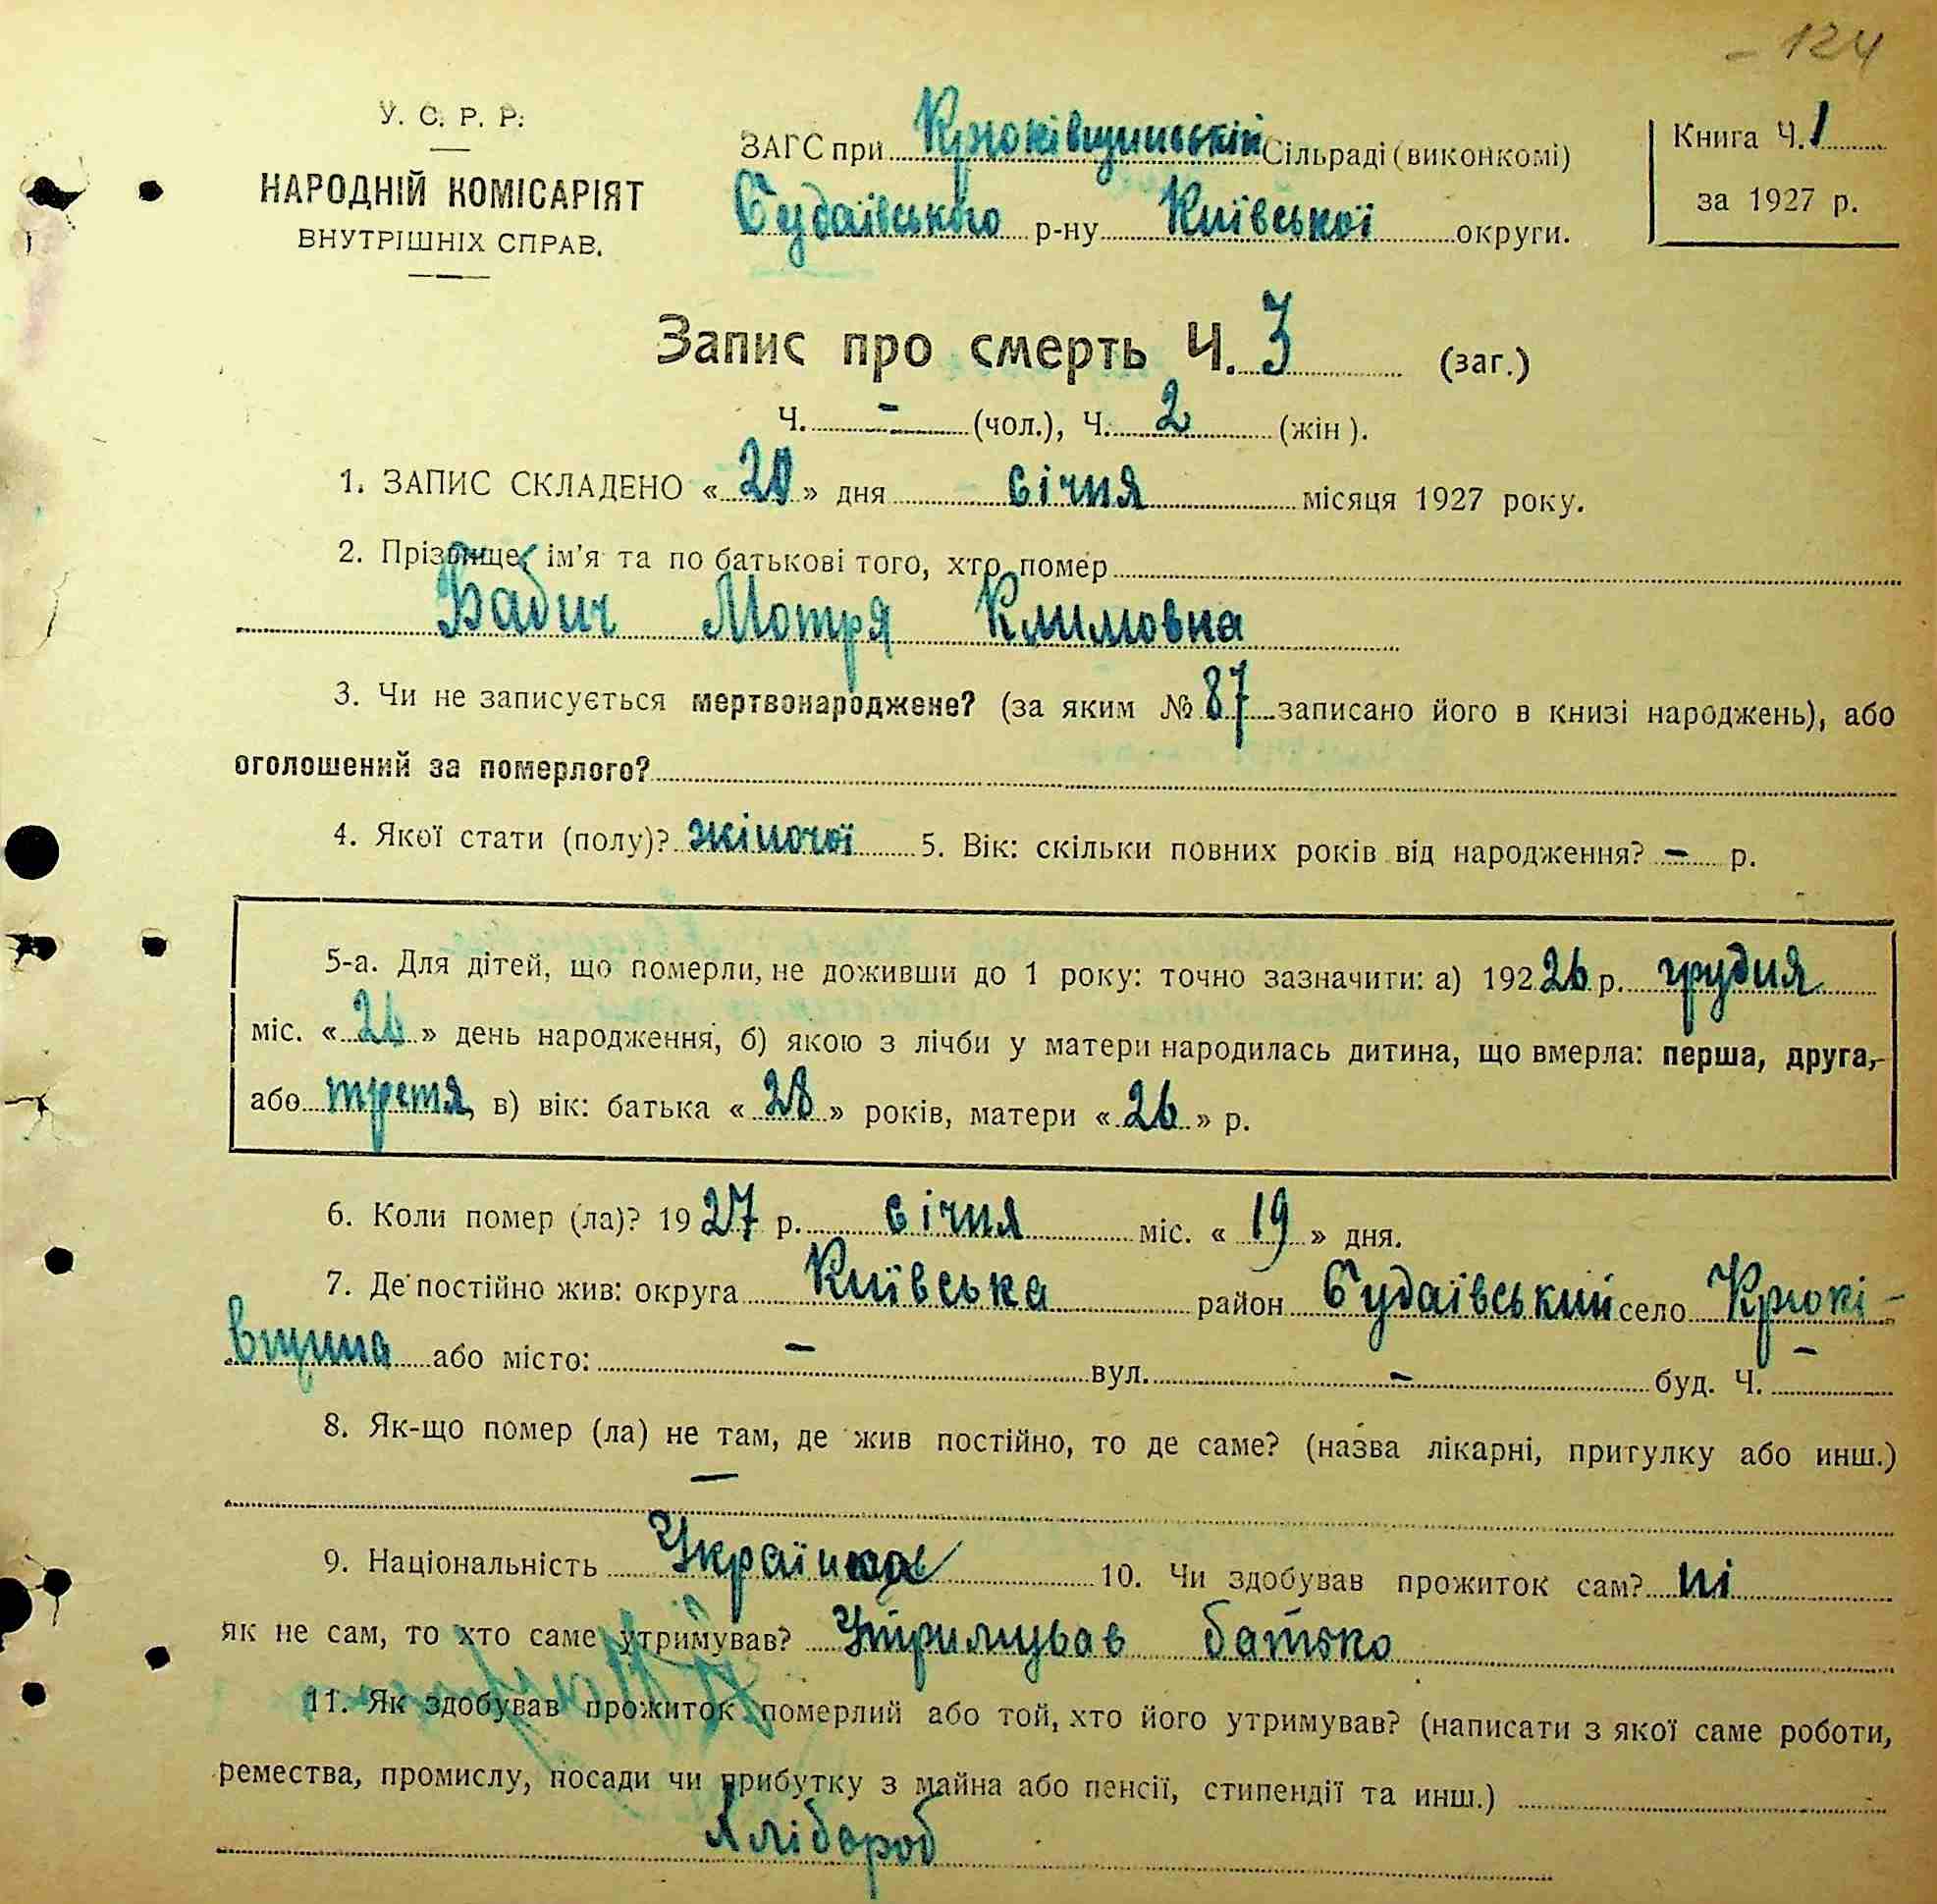 - 124
У. С. Р. Р.
НАРОДНІЙ КОМІСАРІЯТ
ВНУТРІШНІХ СПРАВ.
ЗАГС при Крюківщинській Сільраді (виконкомі)
Будаївського р-ну Київської округи.
Книга Ч. 1
за 1927 р.
Запис про смерть Ч. 3 (заг.)
Ч. - (чол.), Ч. 2 (жін).
1. ЗАПИС СКЛАДЕНО « 20 » дня січня місяця 1927 року.
2. Прізвище, ім'я та по батькові того, хто помер
Бабич Мотря Климовна
3. Чи не записується мертвонароджене? (за яким № 87 записано його в книзі народжень), або
оголошений за померлого?
4. Якої стати (полу)? жіночої 5. Вік: скільки повних років від народження? - р.
5-а. Для дітей, що померли, не доживши до 1 року: точно зазначити: а) 192 26 р. грудня
міс. « 26 » день народження, б) якою з лічби у матери народилась дитина, що вмерла: перша, друга,
або третя, в) вік: батька « 28 » років, матери « 26 » р.
6. Коли помер (ла)? 19 27 р. січня міс. « 19 » дня.
7. Де постійно жив: округа Київська район Будаївський село Крюкі-
вщина або місто: - вул. - буд. Ч. -
8. Як-що помер (ла) не там, де жив постійно, то де саме? (назва лікарні, притулку або инш.)
-
9. Національність Українка 10. Чи здобував прожиток сам? ні
як не сам, то хто саме утримував? Утримував батько
11. Як здобував прожиток померлий або той, хто його утримував? (написати з якої саме роботи,
ремества, промислу, посади чи прибутку з майна або пенсії, стипендії та инш.)
Хлібороб